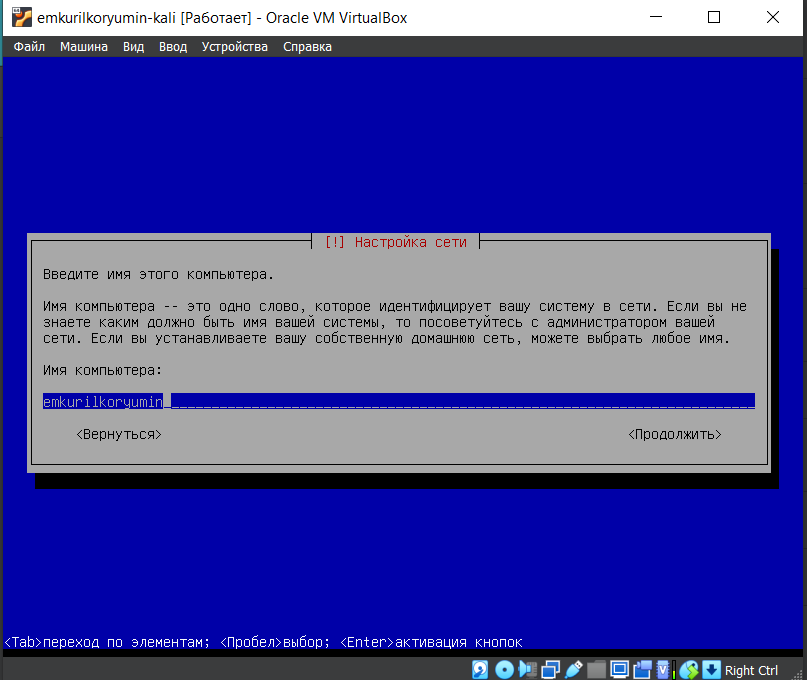 emkurilkoryumin-kali [Работает] - Oracle VM VirtualBox
Файл Машина Вид Ввод Устройства Справка
[!] Настройка сети
Введите имя этого компьютера.
Имя компьютера -- это одно слово, которое идентифицирует вашу систему в сети. Если вы не
знаете каким должно быть имя вашей системы, то посоветуйтесь с администратором вашей
сети. Если вы устанавливаете вашу собственную домашнюю сеть, можете выбрать любое имя.
Имя компьютера:
emkurilkoryumin
<Вернуться> <Продолжить>
<Tab>переход по элементам; <Пробел>выбор; <Enter>активация кнопок
Right Ctrl